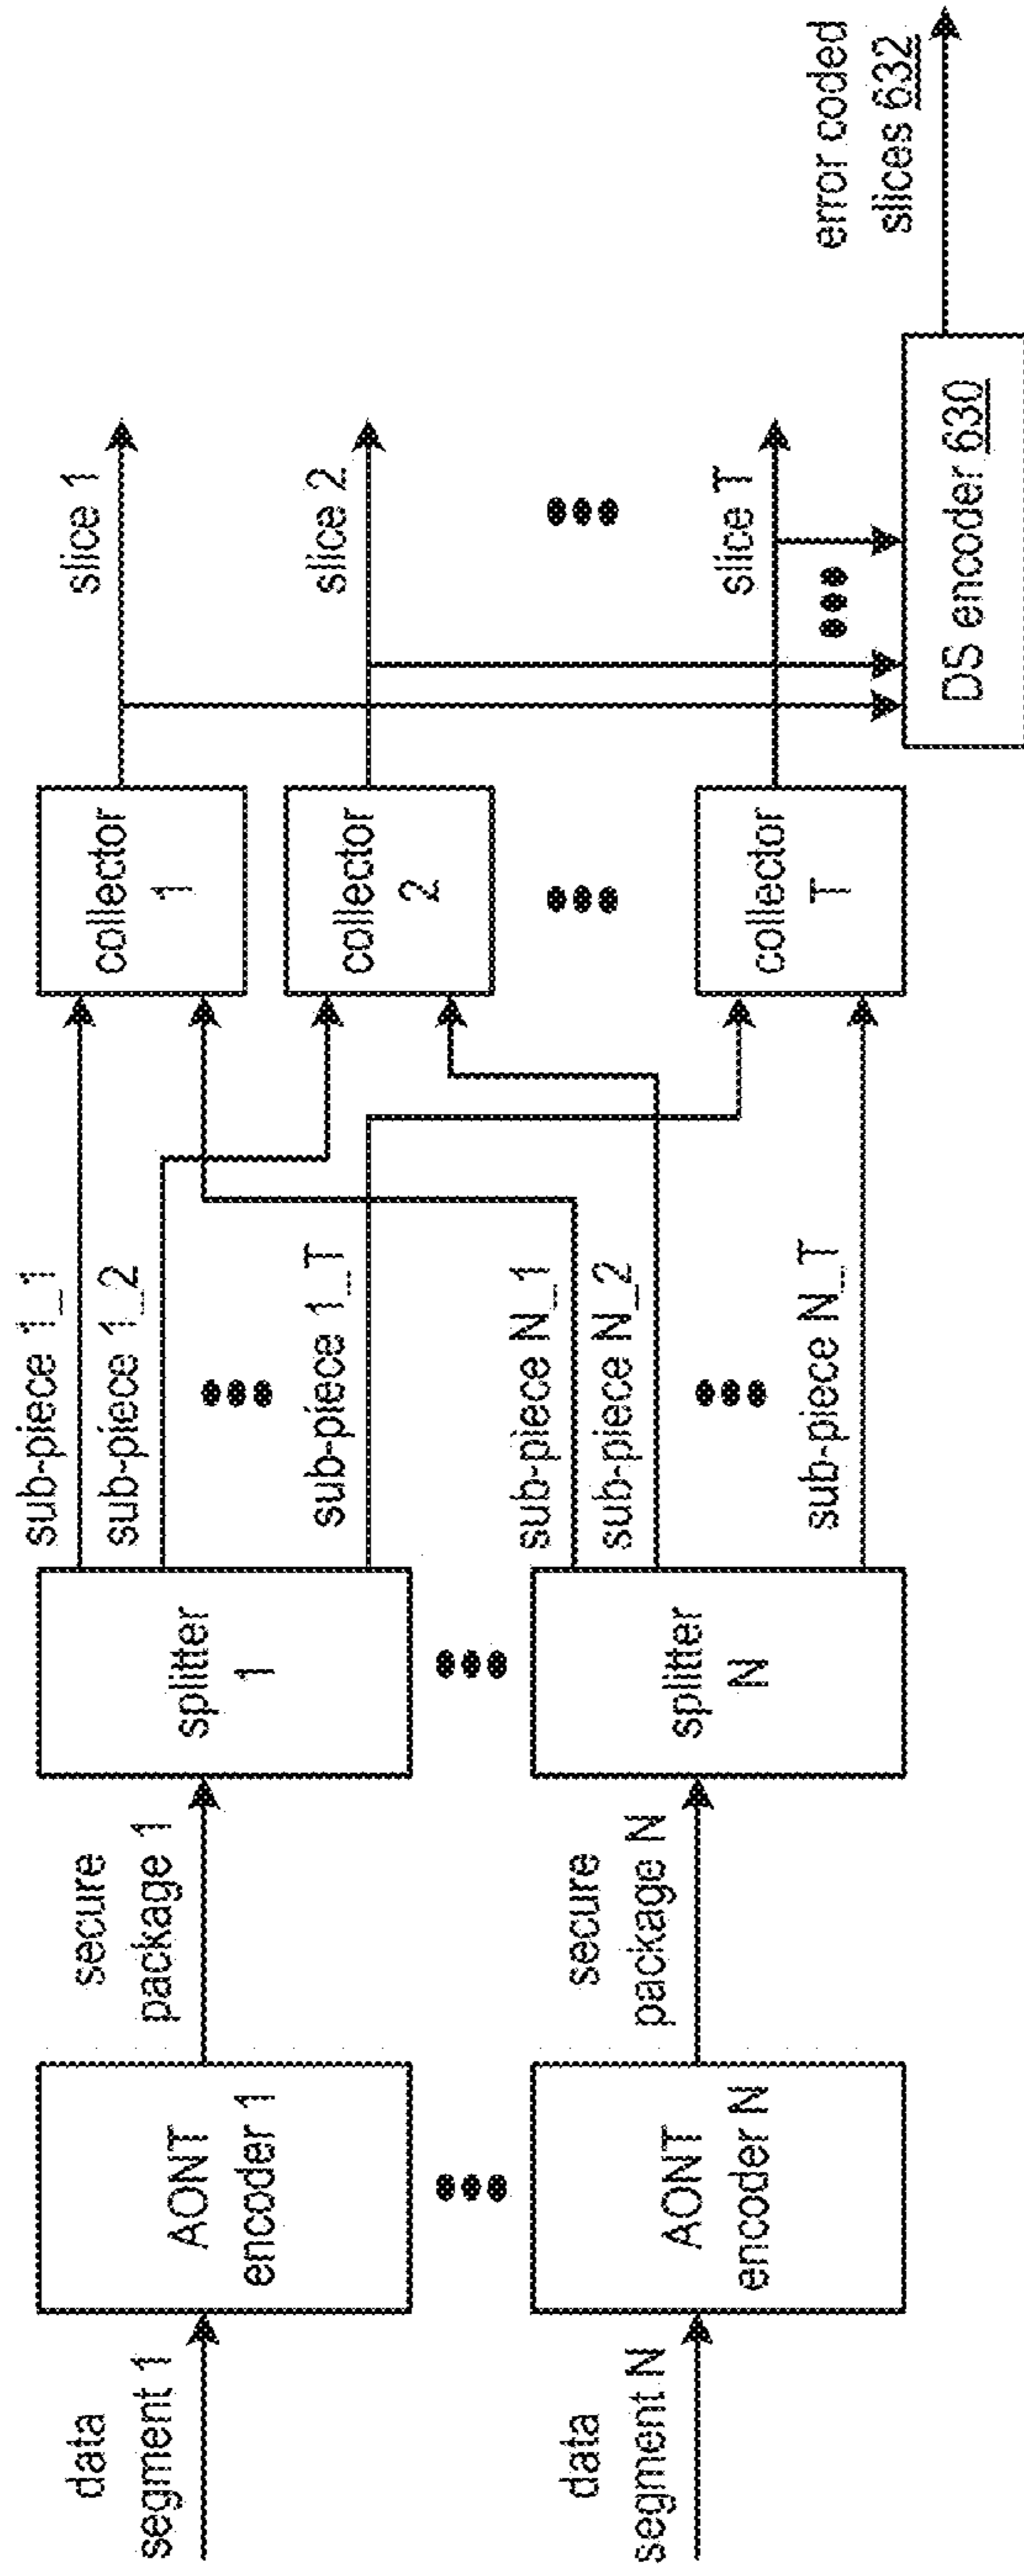 data
segment 1
AONT
encoder 1
secure
package 1
splitter
1
sub-piece 1_1
sub-piece 1_2
sub-piece 1_T
collector
1
slice 1
collector
2
slice 2
data
segment N
AONT
encoder N
secure
package N
splitter
N
sub-piece N_1
sub-piece N_2
sub-piece N_T
collector
T
slice T
DS encoder 630
error coded
slices 632